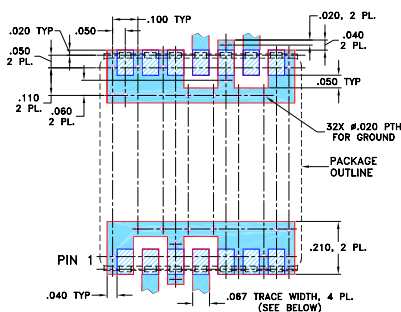 .100 TYP
.020, 2 PL.
.050
.020 TYP
.040
2 PL.
.050
2 PL.
.050 TYP
.110
2 PL.
.060
2 PL.
32X Ø.020 PTH
FOR GROUND
PACKAGE
OUTLINE
PIN 1
.210, 2 PL.
.040 TYP
.067 TRACE WIDTH, 4 PL.
(SEE BELOW)